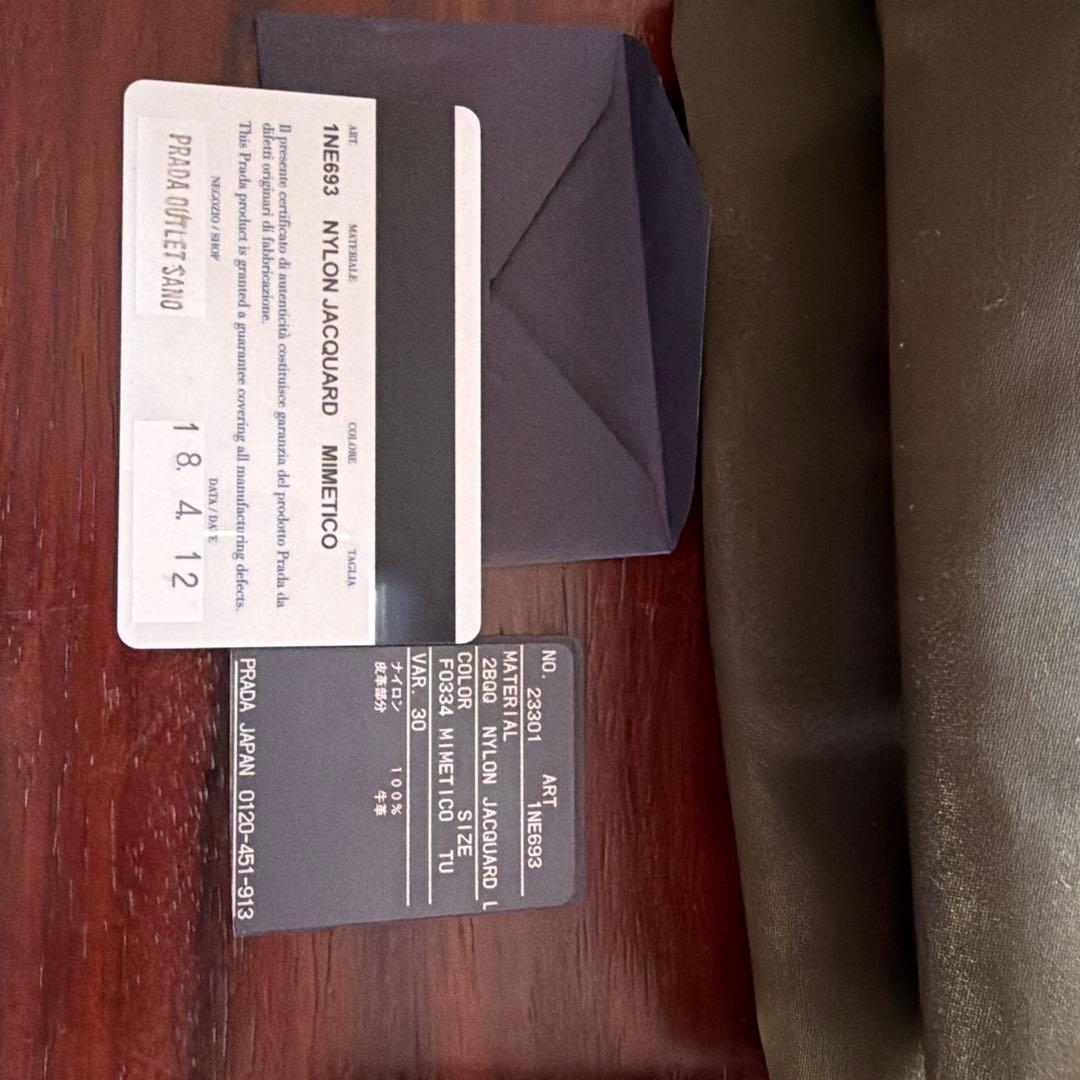 ART. MATERIALE COLORE TAGLIA
1NE693 NYLON JACQUARD MIMETICO
Il presente certificato di autenticità costituisce garanzia del prodotto Prada da
difetti originari di fabbricazione.
This Prada product is granted a guarantee covering all manufacturing defects.
NEGOZIO / SHOP DATA / DATE
PRADA OUTLET SANO 18. 4. 12
NO. 23301 ART 1NE693
MATERIAL
2BQQ NYLON JACQUARD L
COLOR SIZE
F0334 MIMETICO TU
VAR. 30
ナイロン 100%
皮革部分 牛革
PRADA JAPAN 0120-451-913